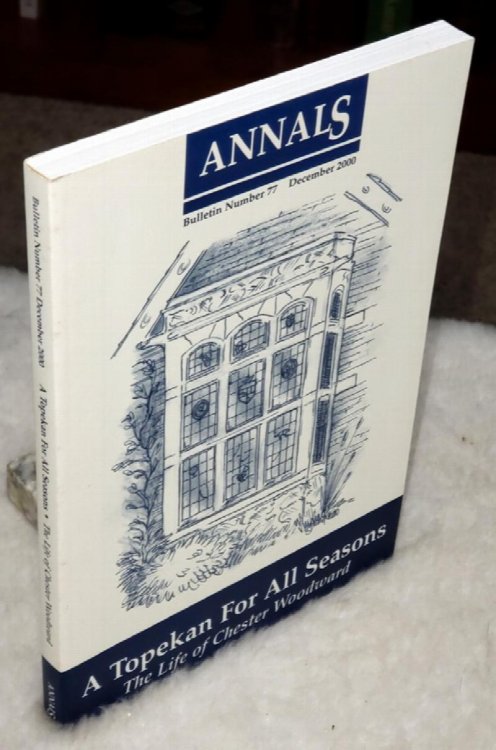 ANNALS
Bulletin Number 77 December 2000
A Topekan For All Seasons
The Life of Chester Woodward
Bulletin Number 77 December 2000 A Topekan For All Seasons • The Life of Chester Woodward ANNALS